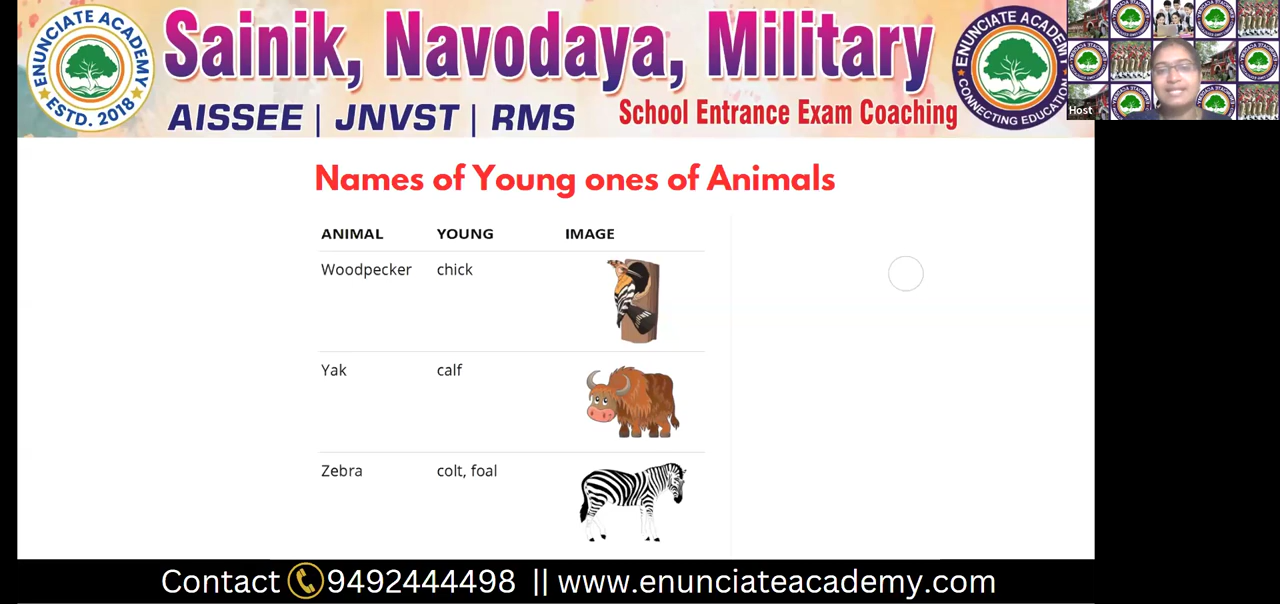 ENUNCIATE ACADEMY
ESTD. 2018
Sainik, Navodaya, Military
AISSEE | JNVST | RMS
School Entrance Exam Coaching
ENUNCIATE ACADEMY
CONNECTING EDUCATION
Host
Names of Young ones of Animals
ANIMAL YOUNG IMAGE
Woodpecker chick
Yak calf
Zebra colt, foal
Contact 9492444498 || www.enunciateacademy.com